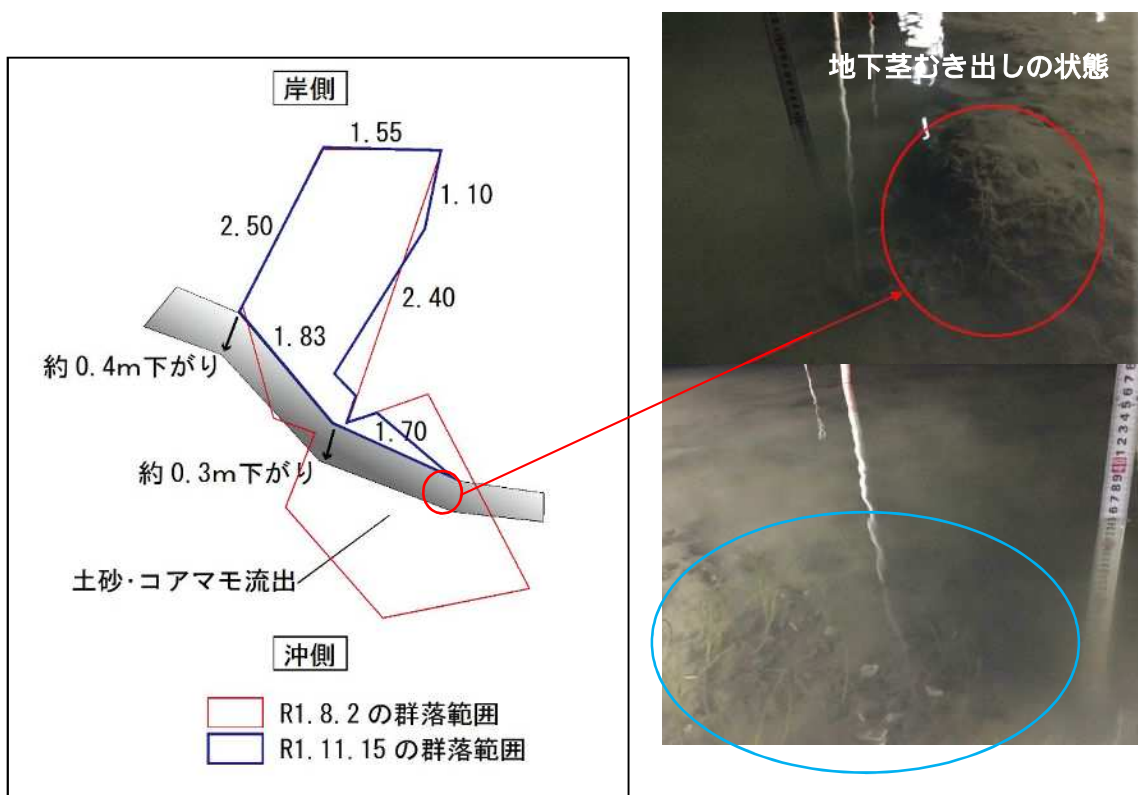 岸側
1.55
1.10
2.50
2.40
1.83
約0.4m下がり
1.70
約0.3m下がり
土砂・コアマモ流出
沖側
R1.8.2の群落範囲
R1.11.15の群落範囲
地下茎むき出しの状態